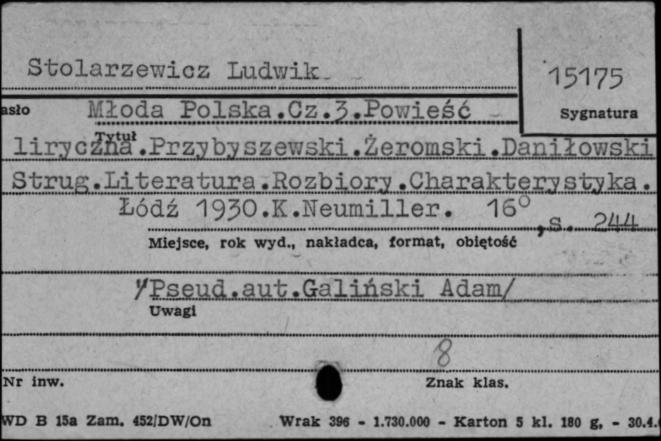 Stolarzewicz Ludwik
15175
asło
Sygnatura
Młoda Polska.Cz.3.Powieść
Tytuł
liryczna.Przybyszewski.Żeromski.Daniłowski
Strug.Literatura.Rozbiory.Charakterystyka.
Łódź 1930.K.Neumiller. 16° ,s. 244
Miejsce, rok wyd., nakładca, format, obiętość
/Pseud.aut.Galiński Adam/
Uwagi
8
Nr inw.
Znak klas.
WD B 15a Zam. 452/DW/On Wrak 396 - 1.730.000 - Karton 5 kl. 180 g, - 30.4.